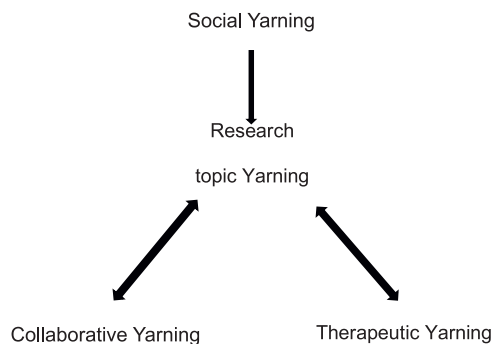 Social Yarning
Research
topic Yarning
Collaborative Yarning
Therapeutic Yarning